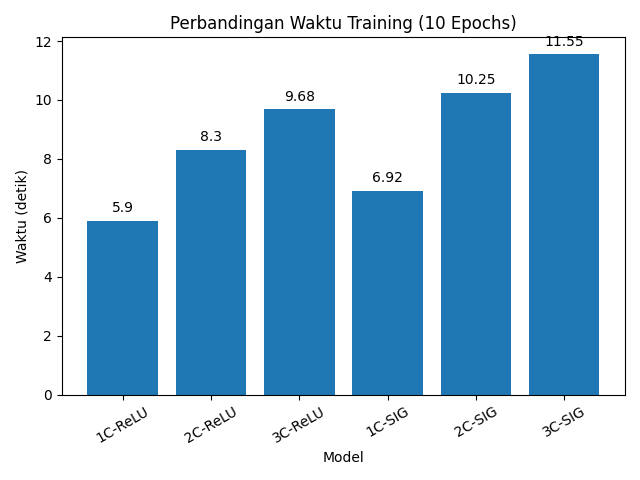 Perbandingan Waktu Training (10 Epochs)
Waktu (detik)
12
10
8
6
4
2
0
5.9
8.3
9.68
6.92
10.25
11.55
1C-ReLU
2C-ReLU
3C-ReLU
1C-SIG
2C-SIG
3C-SIG
Model